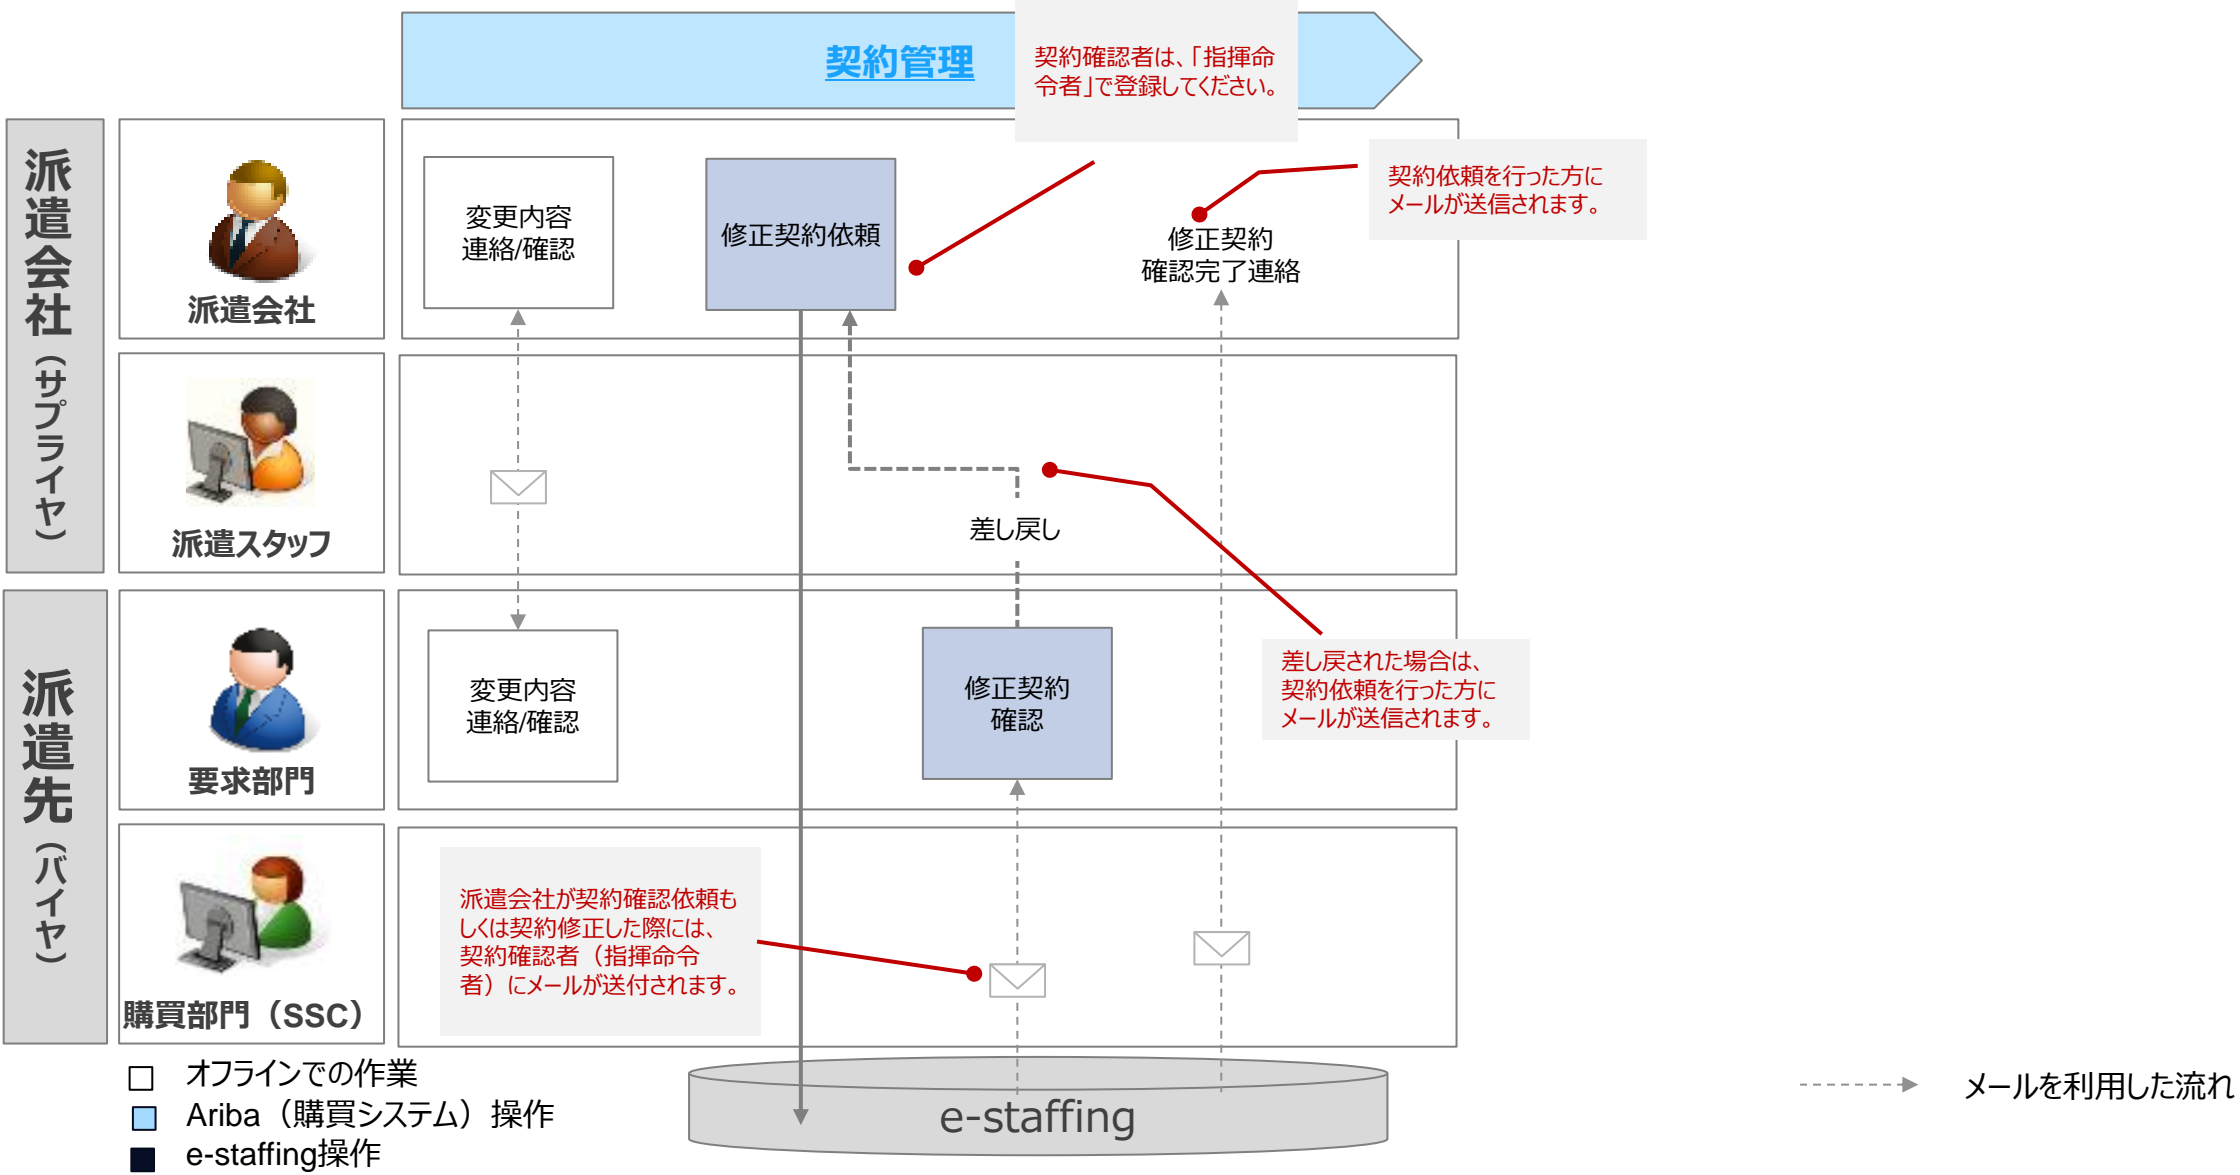 契約管理
契約確認者は、「指揮命
令者」で登録してください。
派遣会社（サプライヤ）
派遣会社
変更内容
連絡/確認
修正契約依頼
修正契約
確認完了連絡
契約依頼を行った方に
メールが送信されます。
派遣スタッフ
差し戻し
派遣先（バイヤ）
要求部門
変更内容
連絡/確認
修正契約
確認
差し戻された場合は、
契約依頼を行った方に
メールが送信されます。
購買部門（SSC）
派遣会社が契約確認依頼も
しくは契約修正した際には、
契約確認者（指揮命令
者）にメールが送付されます。
e-staffing
オフラインでの作業
Ariba（購買システム）操作
e-staffing操作
メールを利用した流れ